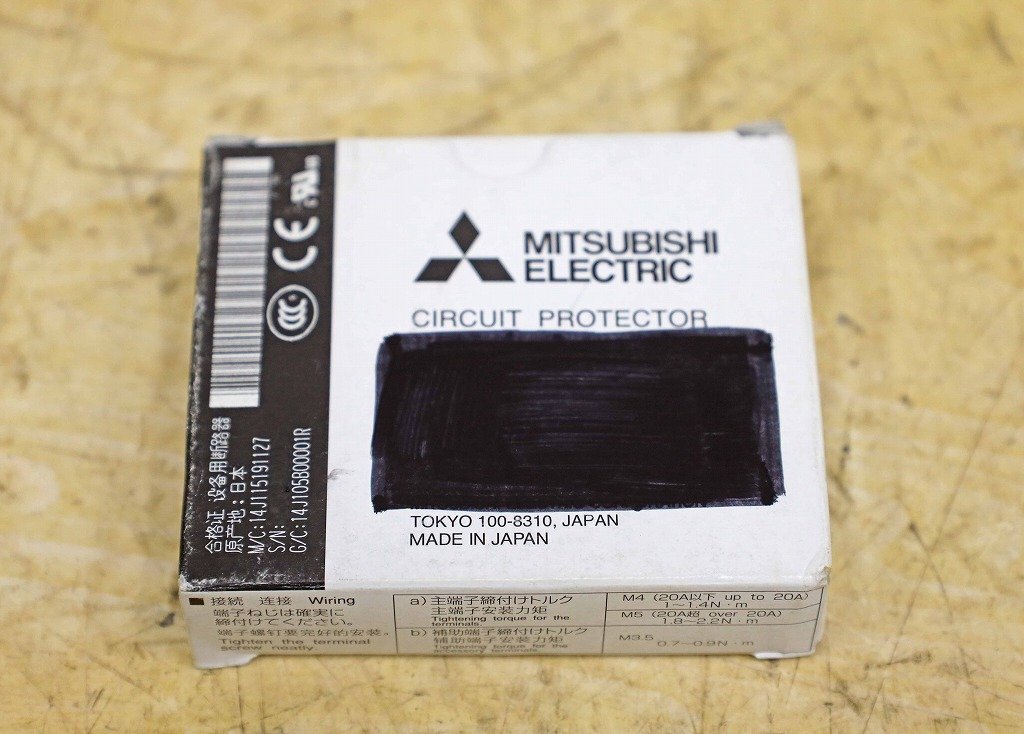 MITSUBISHI
ELECTRIC
CIRCUIT PROTECTOR
TOKYO 100-8310, JAPAN
MADE IN JAPAN
合格证 设备用断路器
原产地：日本
M/C:14J115191127
S/N:
G/C:14J105B00001R
CE
CCC
■ 接続 连接 Wiring
端子ねじは確実に
締付けてください。
端子螺钉要完好的安装。
Tighten the terminal
screw neatly.
a) 主端子締付けトルク
主端子安装力矩
Tightening torque for the
terminals.
b) 補助端子締付けトルク
辅助端子安装力矩
Tightening torque for the
accessory terminals.
M4 (20A以下 up to 20A)
1～1.4N・m
M5 (20A超 over 20A)
1.8～2.2N・m
M3.5
0.7～0.9N・m